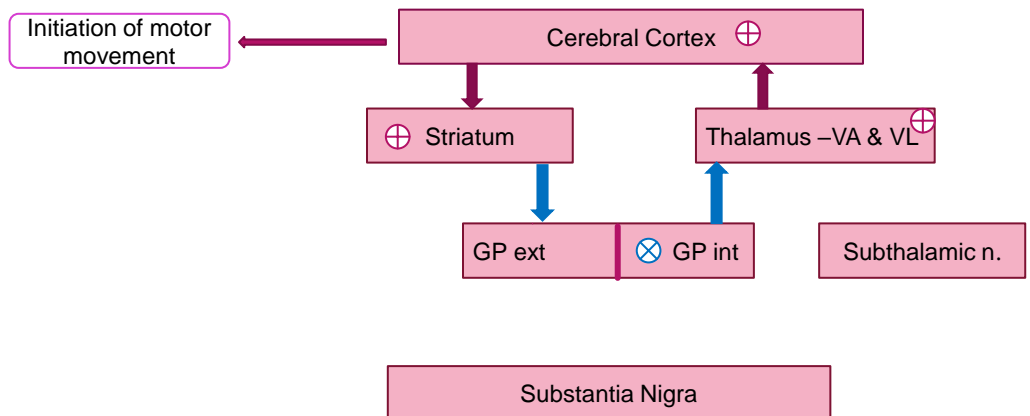 Initiation of motor
movement
Cerebral Cortex
Striatum
Thalamus –VA & VL
GP ext
GP int
Subthalamic n.
Substantia Nigra